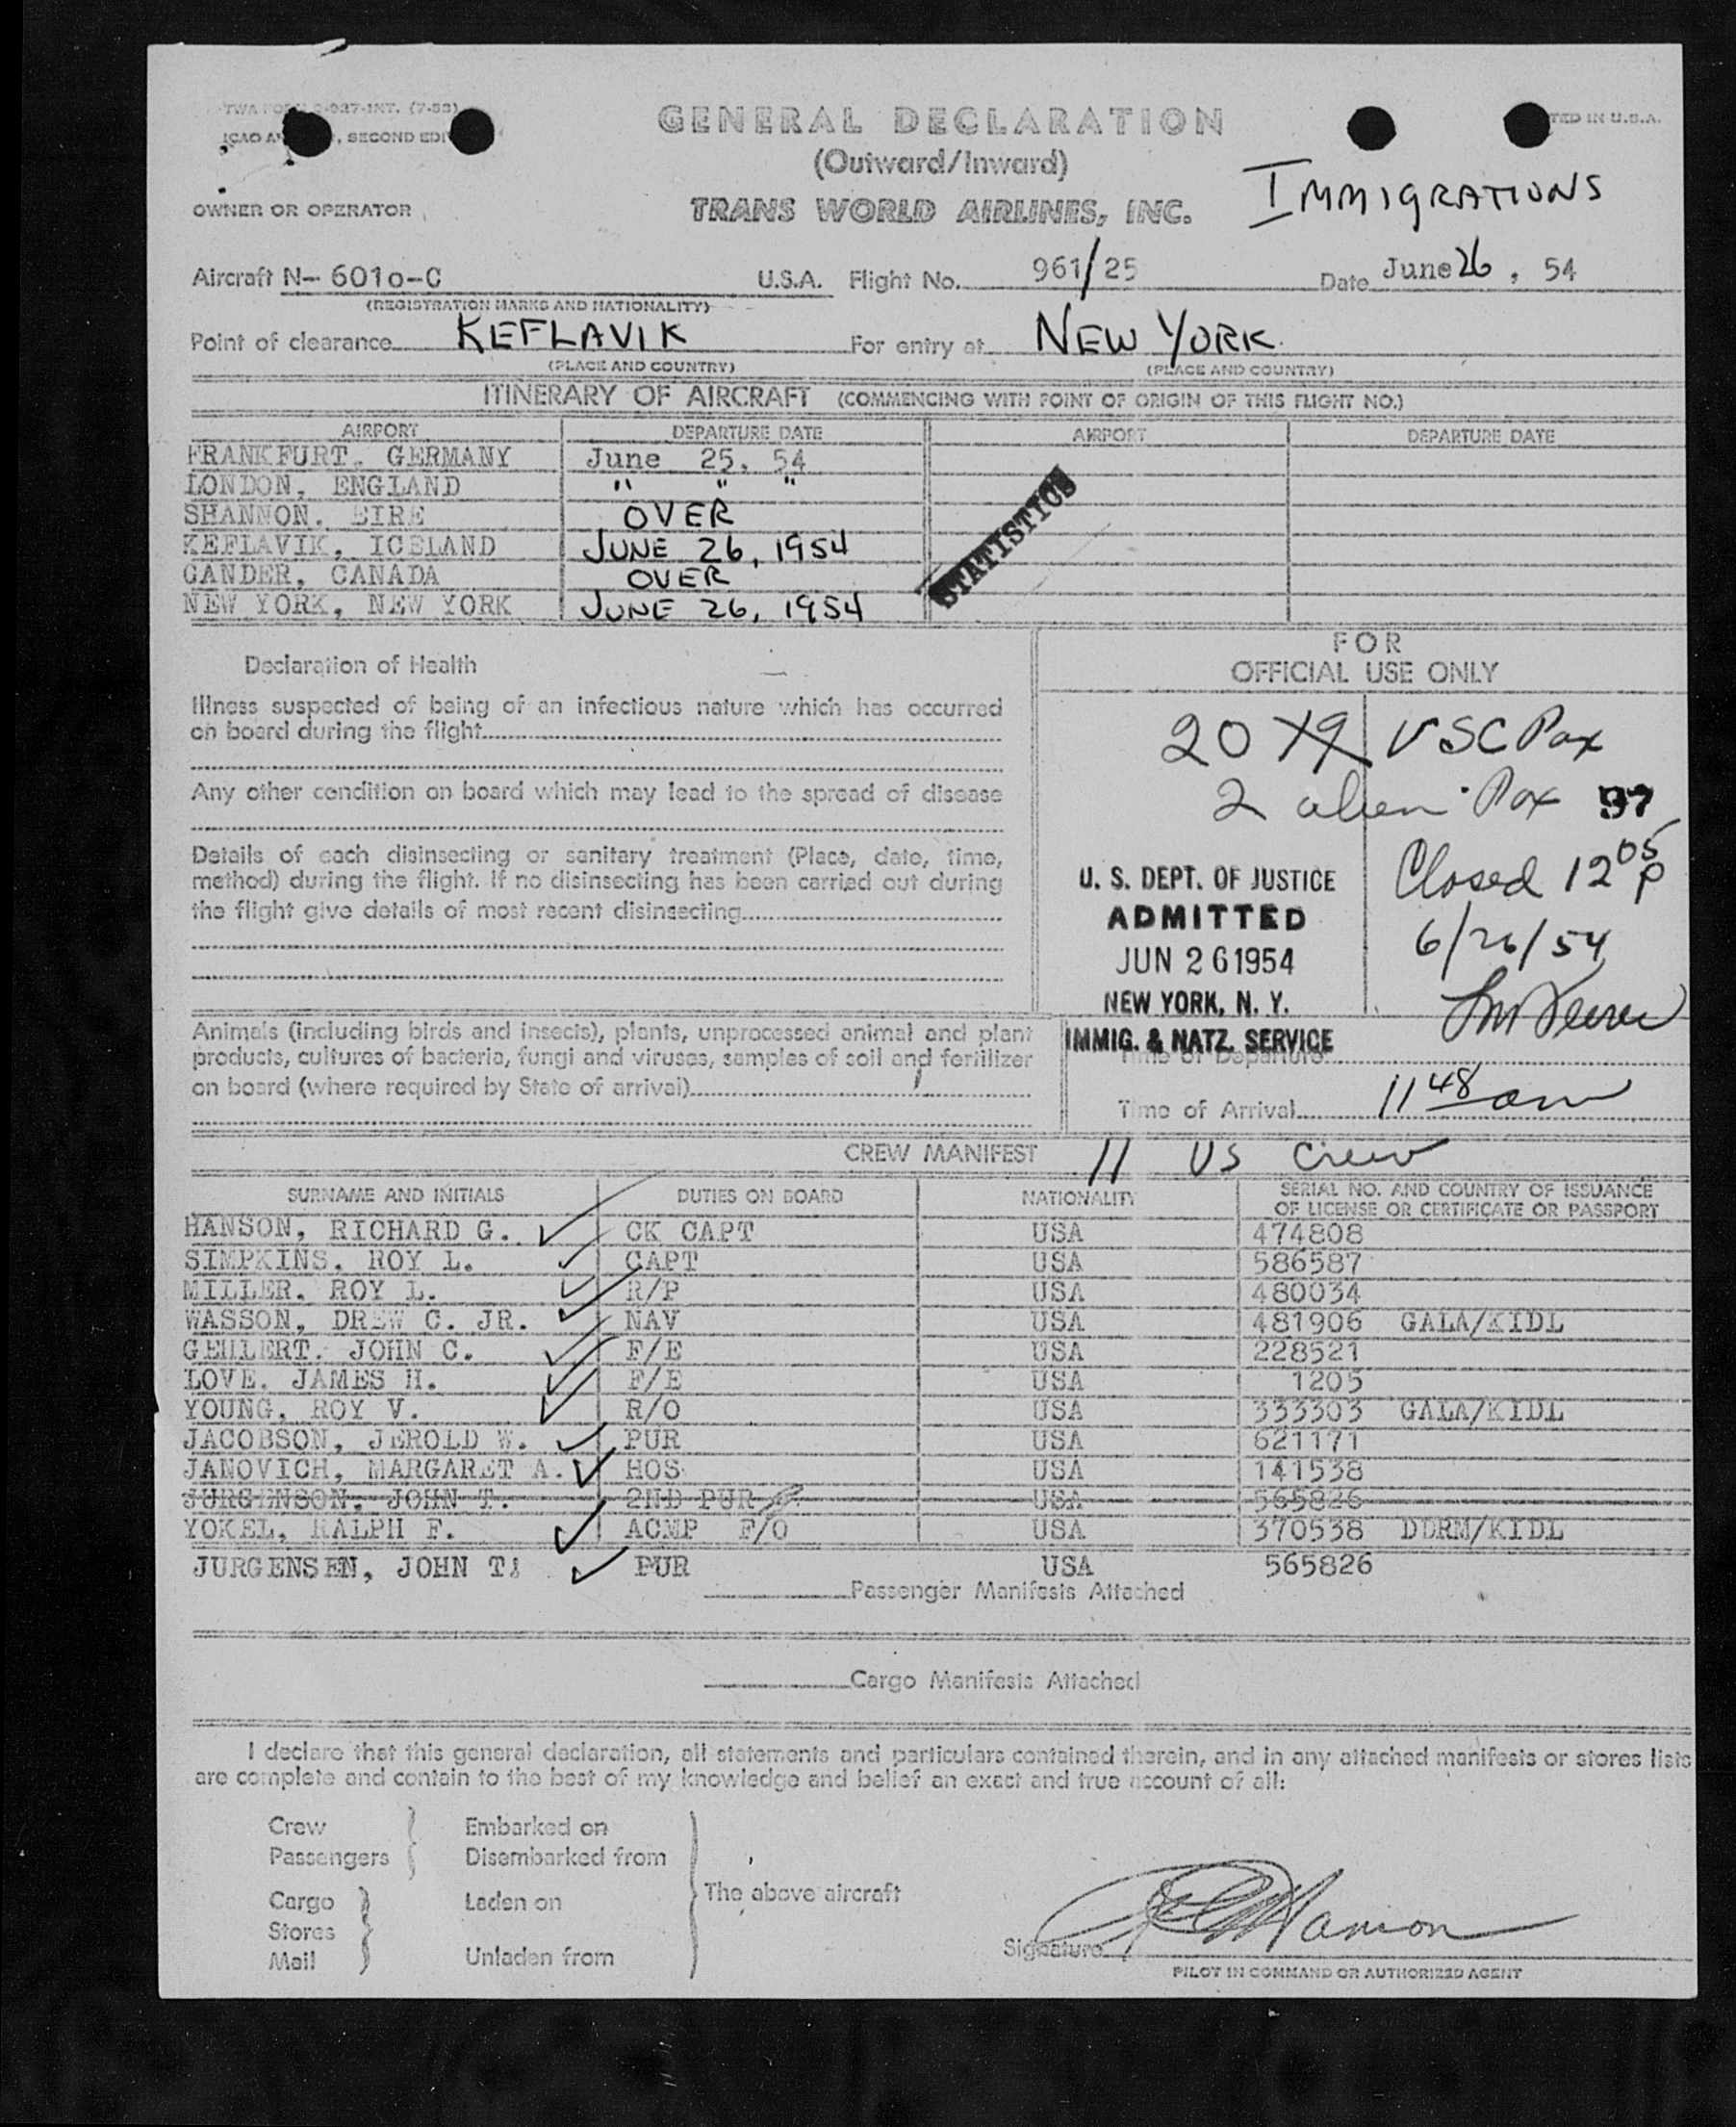 TWA FORM 927-INT. (7-53)
ICAO A , SECOND EDI TED IN U.S.A.
GENERAL DECLARATION
(Outward/Inward)
IMMIGRATIONS
OWNER OR OPERATOR TRANS WORLD AIRLINES, INC.
Aircraft N- 6010-C U.S.A. Flight No. 961/25 Date June 26, 54
(REGISTRATION MARKS AND NATIONALITY)
Point of clearance KEFLAVIK For entry at NEW YORK
(PLACE AND COUNTRY) (PLACE AND COUNTRY)
ITINERARY OF AIRCRAFT (COMMENCING WITH POINT OF ORIGIN OF THIS FLIGHT NO.)
AIRPORT DEPARTURE DATE AIRPORT DEPARTURE DATE
FRANKFURT, GERMANY June 25, 54
LONDON, ENGLAND " " "
SHANNON, EIRE OVER
KEFLAVIK, ICELAND JUNE 26, 1954
GANDER, CANADA OVER
NEW YORK, NEW YORK JUNE 26, 1954
STATISTICS
Declaration of Health
Illness suspected of being of an infectious nature which has occurred
on board during the flight
Any other condition on board which may lead to the spread of disease
Details of each disinsecting or sanitary treatment (Place, date, time,
method) during the flight. If no disinsecting has been carried out during
the flight give details of most recent disinsecting
FOR
OFFICIAL USE ONLY
20 79 USC Pax
2 alien Pax 97
Closed 12 05 P
6/26/54
U. S. DEPT. OF JUSTICE
ADMITTED
JUN 26 1954
NEW YORK, N. Y.
IMMIG. & NATZ. SERVICE
Animals (including birds and insects), plants, unprocessed animal and plant
products, cultures of bacteria, fungi and viruses, samples of soil and fertilizer
on board (where required by State of arrival)
Time of Departure
Time of Arrival 11 48 am
CREW MANIFEST 11 US Crew
SURNAME AND INITIALS DUTIES ON BOARD NATIONALITY SERIAL NO. AND COUNTRY OF ISSUANCE
OF LICENSE OR CERTIFICATE OR PASSPORT
HANSON, RICHARD G. CK CAPT USA 474808
SIMPKINS, ROY L. CAPT USA 586587
MILLER, ROY L. R/P USA 480034
WASSON, DREW C. JR. NAV USA 481906 GALA/KIDL
GEHLERT, JOHN C. F/E USA 228521
LOVE, JAMES H. F/E USA 1205
YOUNG, ROY V. R/O USA 333303 GALA/KIDL
JACOBSON, JEROLD W. PUR USA 621171
JANOVICH, MARGARET A. HOS USA 141538
JURGENSON, JOHN T. 2ND PUR USA 565826
YOKEL, RALPH F. ACMP F/O USA 370538 DDRM/KIDL
JURGENSEN, JOHN T. PUR USA 565826
Passenger Manifests Attached
Cargo Manifests Attached
I declare that this general declaration, all statements and particulars contained therein, and in any attached manifests or stores lists
are complete and contain to the best of my knowledge and belief an exact and true account of all:
Crew Embarked on
Passengers Disembarked from
The above aircraft
Cargo Laden on
Stores
Mail Unladen from
Signature Hanson
PILOT IN COMMAND OR AUTHORIZED AGENT